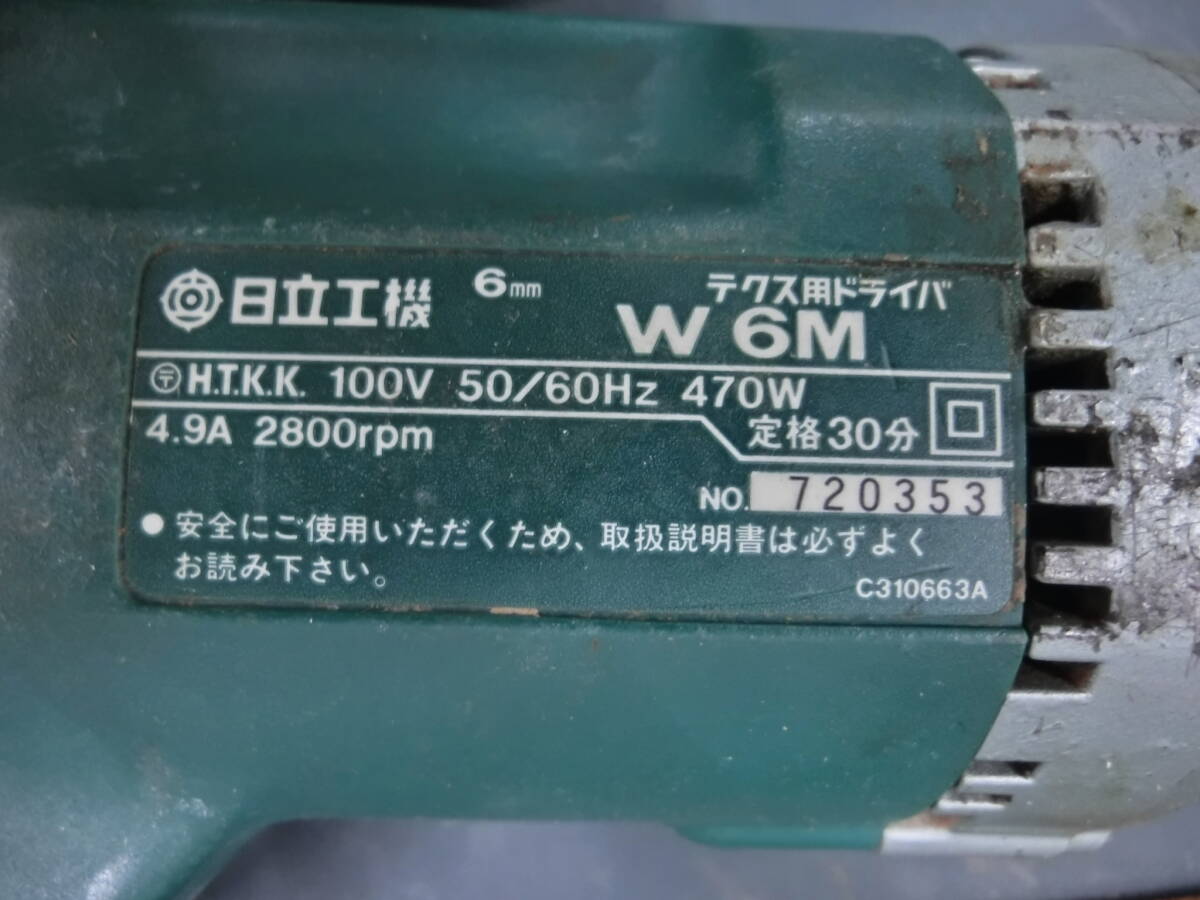 日立工機 6mm テクス用ドライバ
W 6M
〶 H.T.K.K. 100V 50/60Hz 470W
4.9A 2800rpm 定格30分
NO. 720353
● 安全にご使用いただくため、取扱説明書は必ずよく
お読み下さい。
C310663A